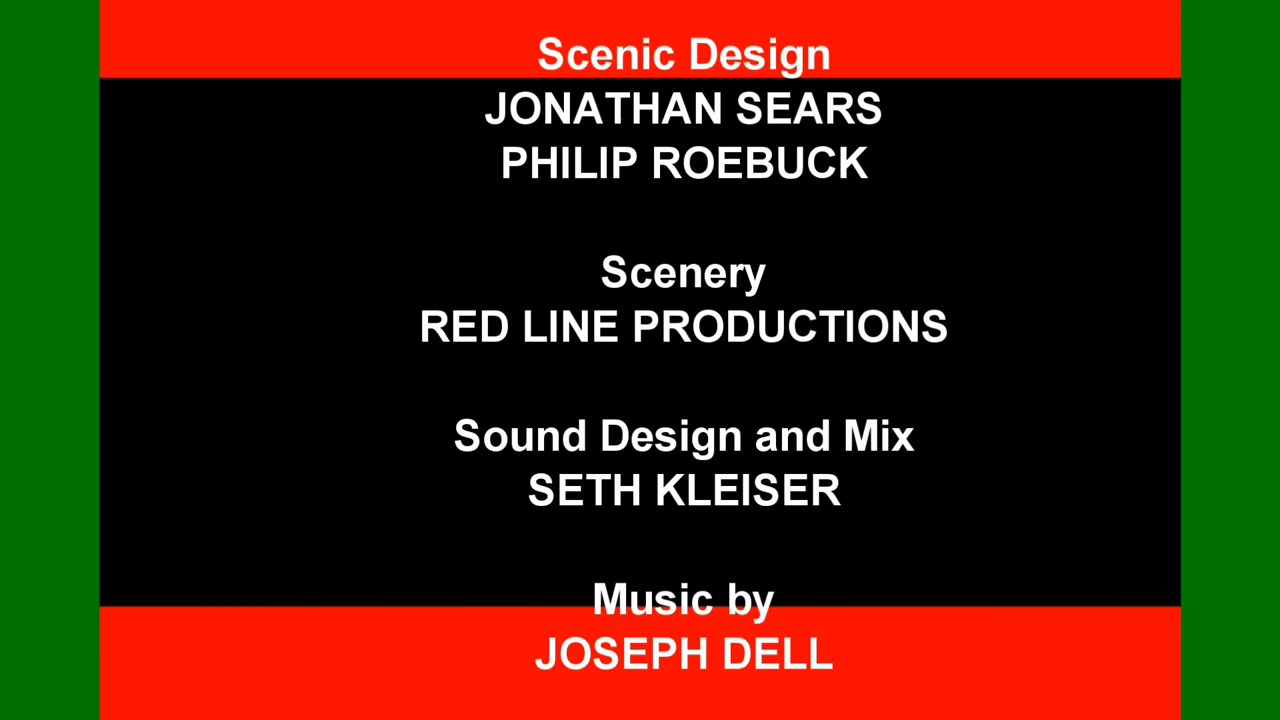 Scenic Design
JONATHAN SEARS
PHILIP ROEBUCK
Scenery
RED LINE PRODUCTIONS
Sound Design and Mix
SETH KLEISER
Music by
JOSEPH DELL